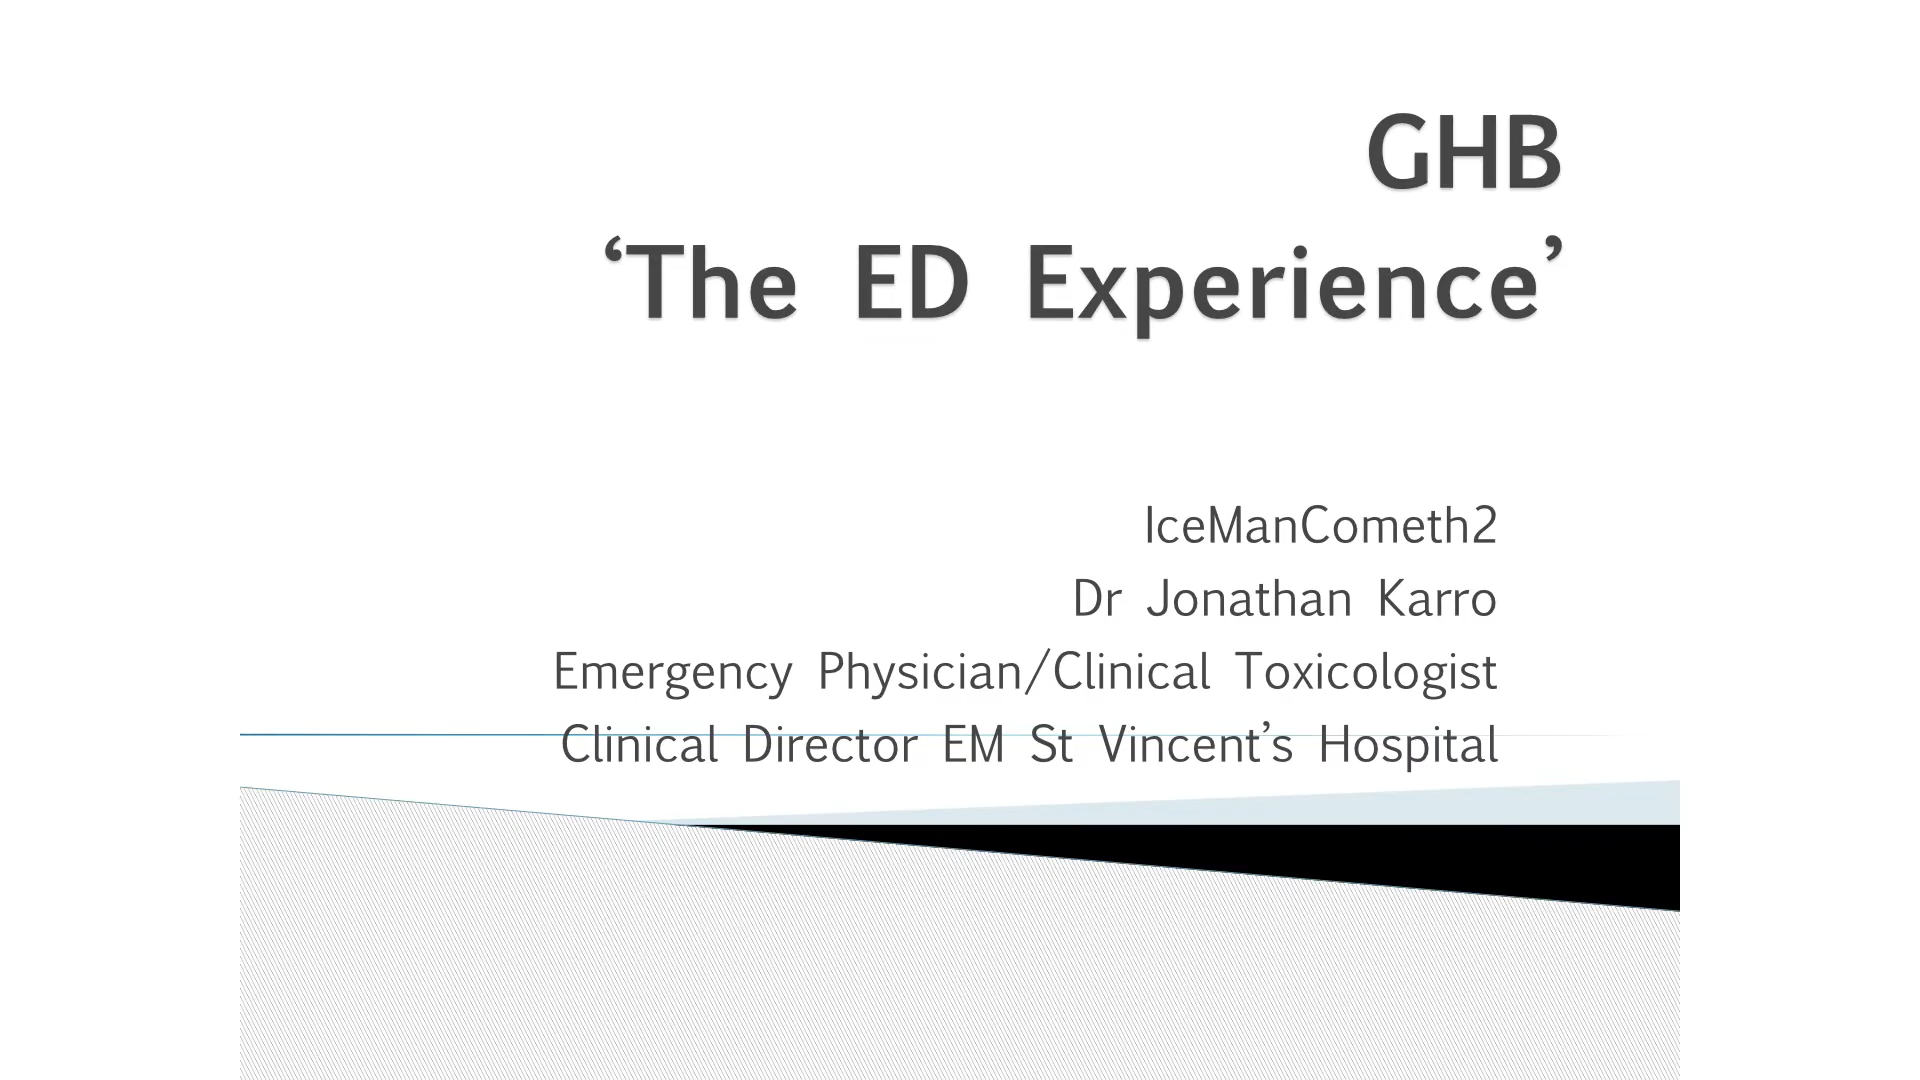 GHB
‘The ED Experience’
IceManCometh2
Dr Jonathan Karro
Emergency Physician/Clinical Toxicologist
Clinical Director EM St Vincent’s Hospital